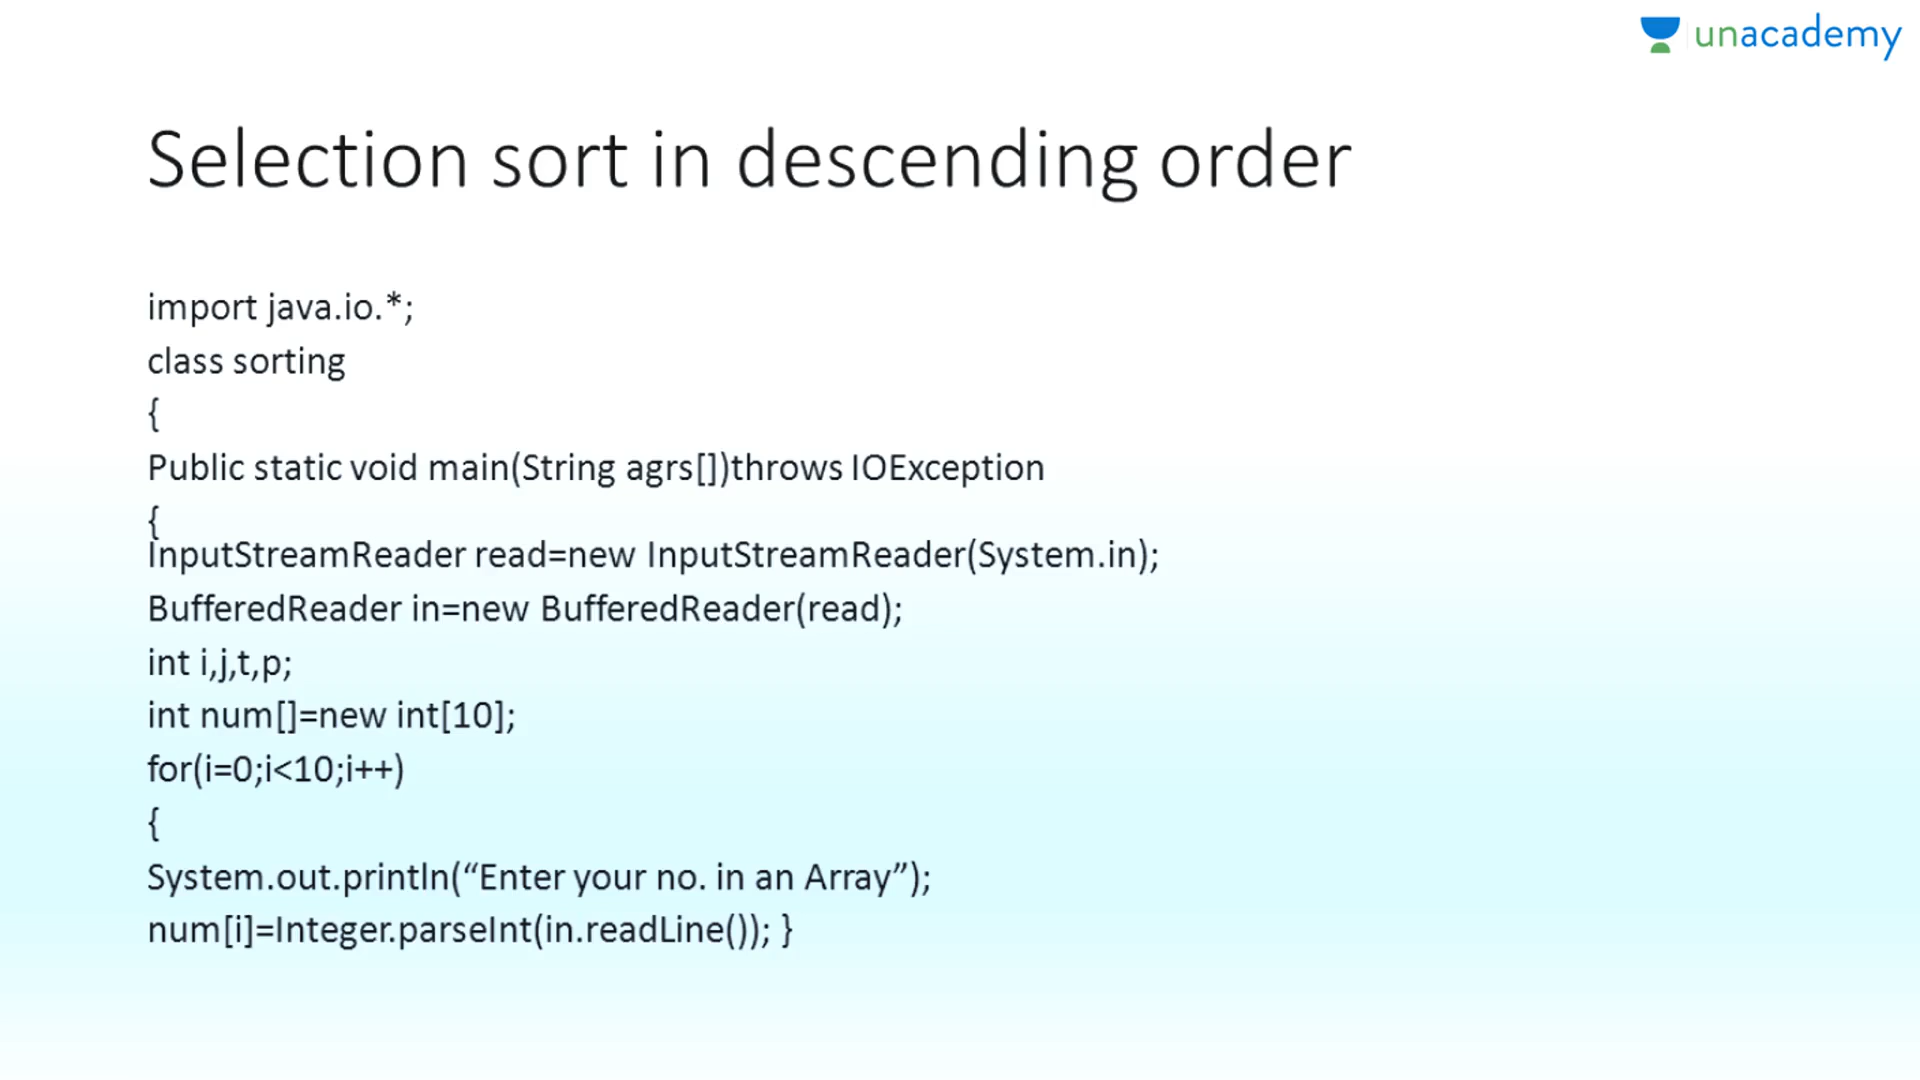 unacademy
Selection sort in descending order
import java.io.*;
class sorting
{
Public static void main(String agrs[])throws IOException
{
InputStreamReader read=new InputStreamReader(System.in);
BufferedReader in=new BufferedReader(read);
int i,j,t,p;
int num[]=new int[10];
for(i=0;i<10;i++)
{
System.out.println(“Enter your no. in an Array”);
num[i]=Integer.parseInt(in.readLine()); }